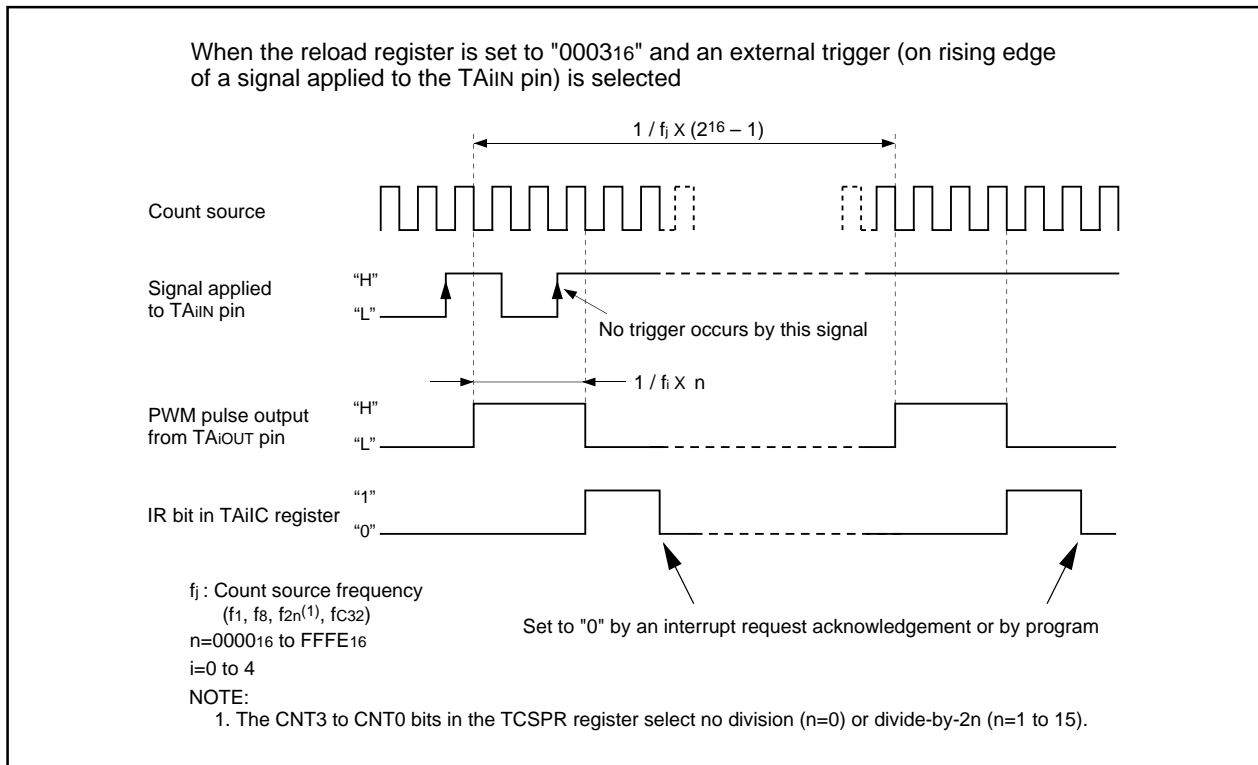 When the reload register is set to "000316" and an external trigger (on rising edge
of a signal applied to the TAiIN pin) is selected
1 / fj X (216 – 1)
Count source
Signal applied
to TAiIN pin
“H”
“L”
No trigger occurs by this signal
1 / fi X n
PWM pulse output
from TAiOUT pin
“H”
“L”
IR bit in TAiIC register
“1”
“0”
fj : Count source frequency
(f1, f8, f2n(1), fC32)
Set to "0" by an interrupt request acknowledgement or by program
n=000016 to FFFE16
i=0 to 4
NOTE:
1. The CNT3 to CNT0 bits in the TCSPR register select no division (n=0) or divide-by-2n (n=1 to 15).